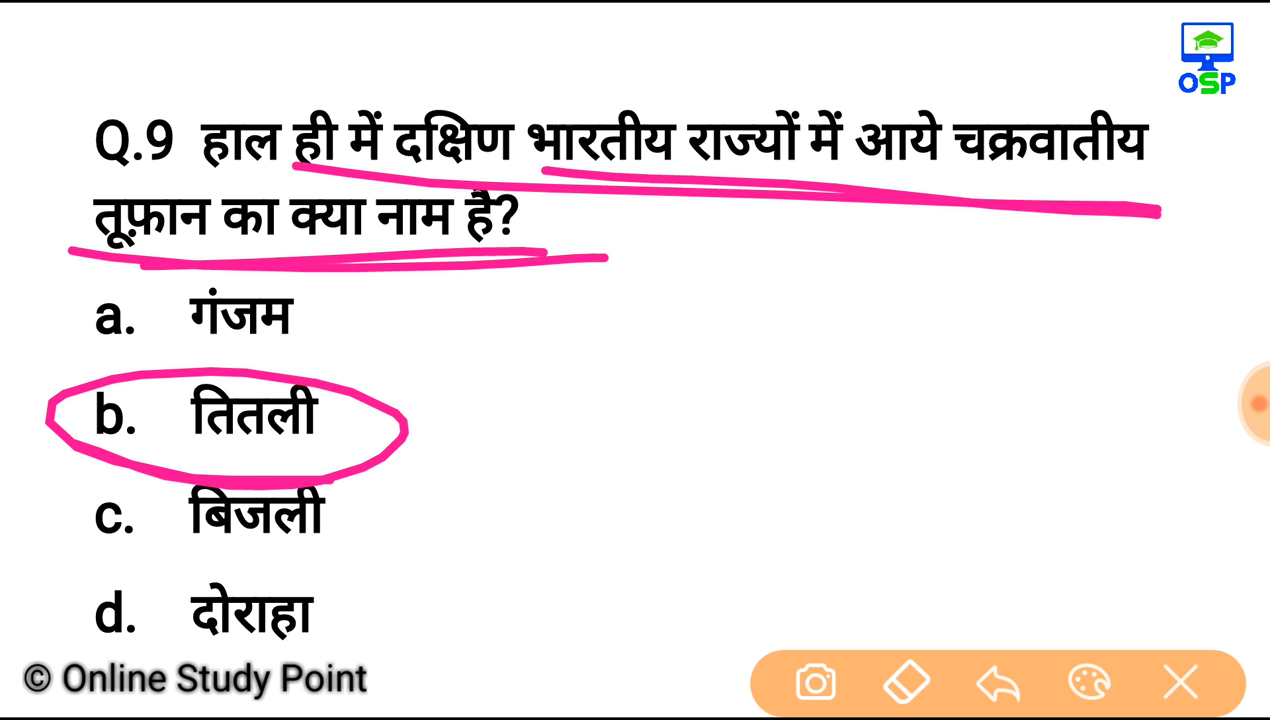 OSP
Q.9 हाल ही में दक्षिण भारतीय राज्यों में आये चक्रवातीय
तूफ़ान का क्या नाम है?
a. गंजम
b. तितली
c. बिजली
d. दोराहा
© Online Study Point